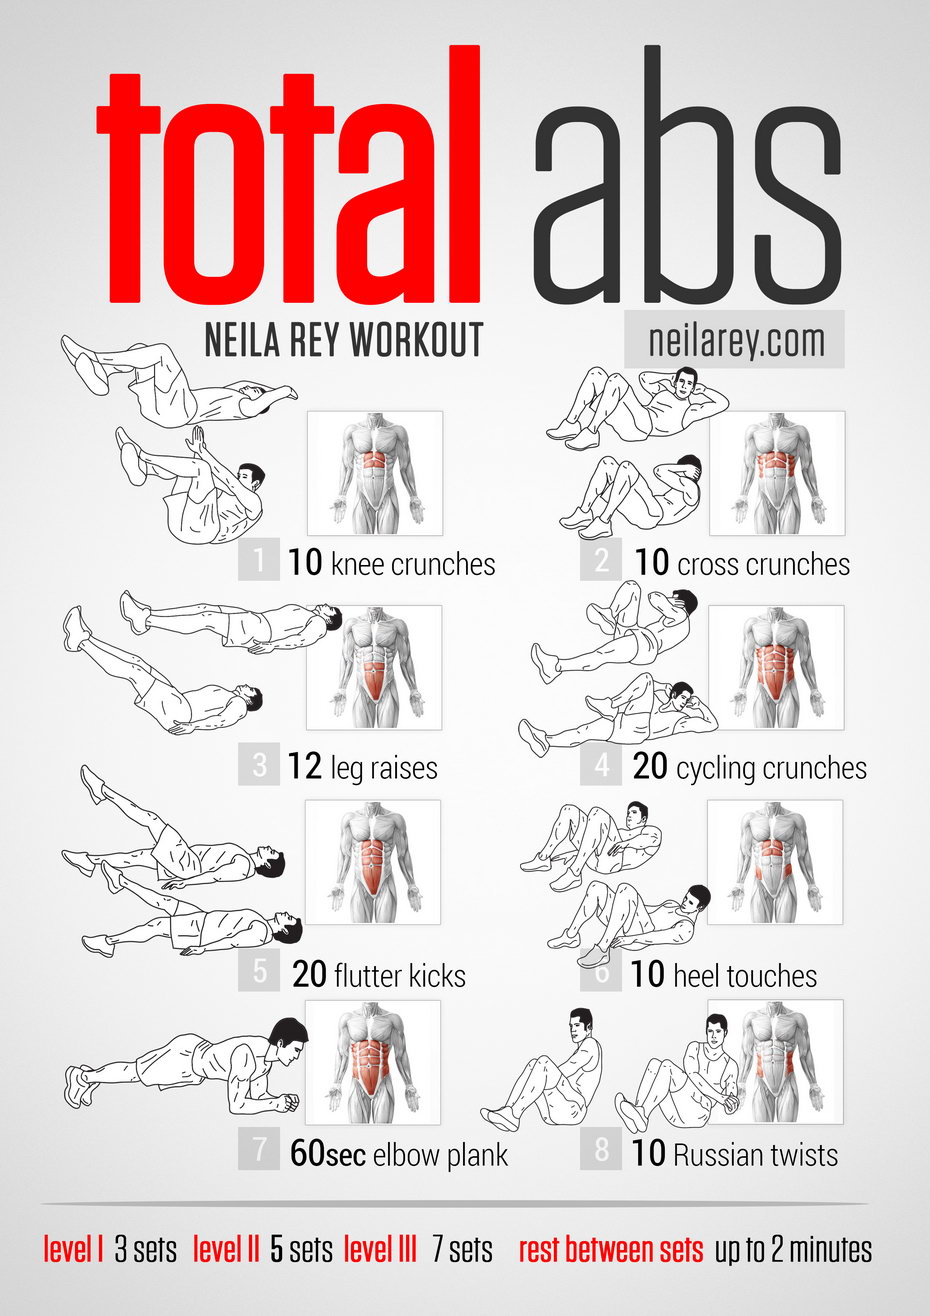 total abs
NEILA REY WORKOUT
neilarey.com
1 10 knee crunches
2 10 cross crunches
3 12 leg raises
4 20 cycling crunches
5 20 flutter kicks
6 10 heel touches
7 60sec elbow plank
8 10 Russian twists
level I 3 sets level II 5 sets level III 7 sets rest between sets up to 2 minutes